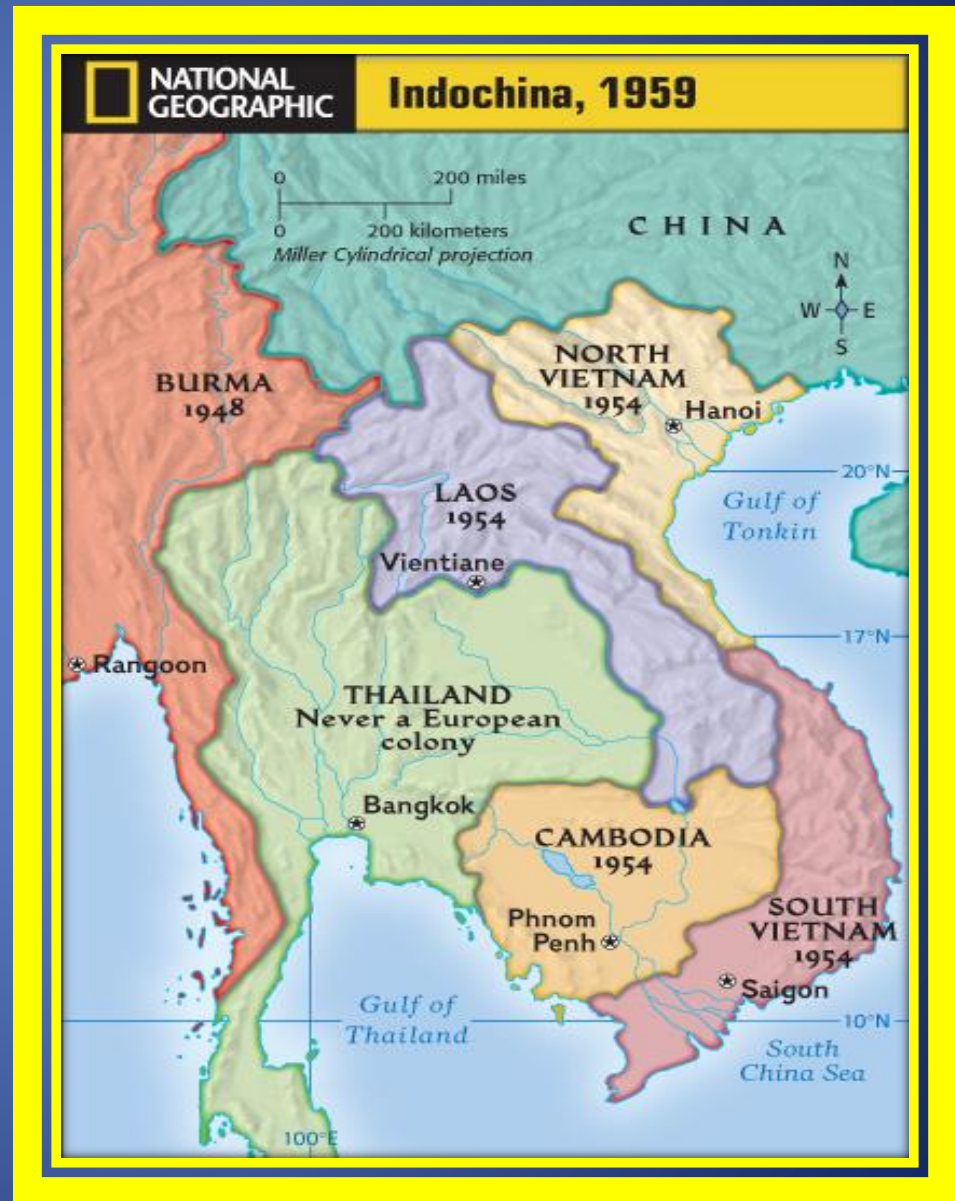 NATIONAL
GEOGRAPHIC
Indochina, 1959
0 200 miles
0 200 kilometers
Miller Cylindrical projection
CHINA
N
W E
S
BURMA
1948
NORTH
VIETNAM
1954
Hanoi
20°N
LAOS
1954
Gulf of
Tonkin
Vientiane
17°N
Rangoon
THAILAND
Never a European
colony
Bangkok
CAMBODIA
1954
Phnom
Penh
SOUTH
VIETNAM
1954
Saigon
Gulf of
Thailand
10°N
South
China Sea
100°E